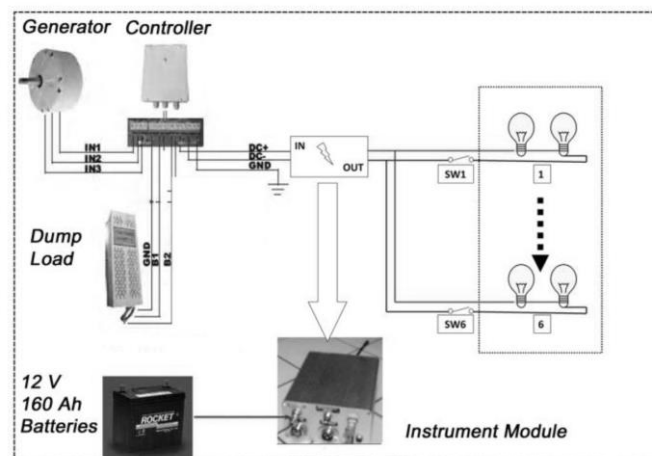 Generator Controller
IN1
IN2
IN3
DC+
DC-
GND
IN
OUT
SW1
1
Dump
Load
GND
B1
B2
SW6
6
12 V
160 Ah
Batteries
ROCKET
Instrument Module